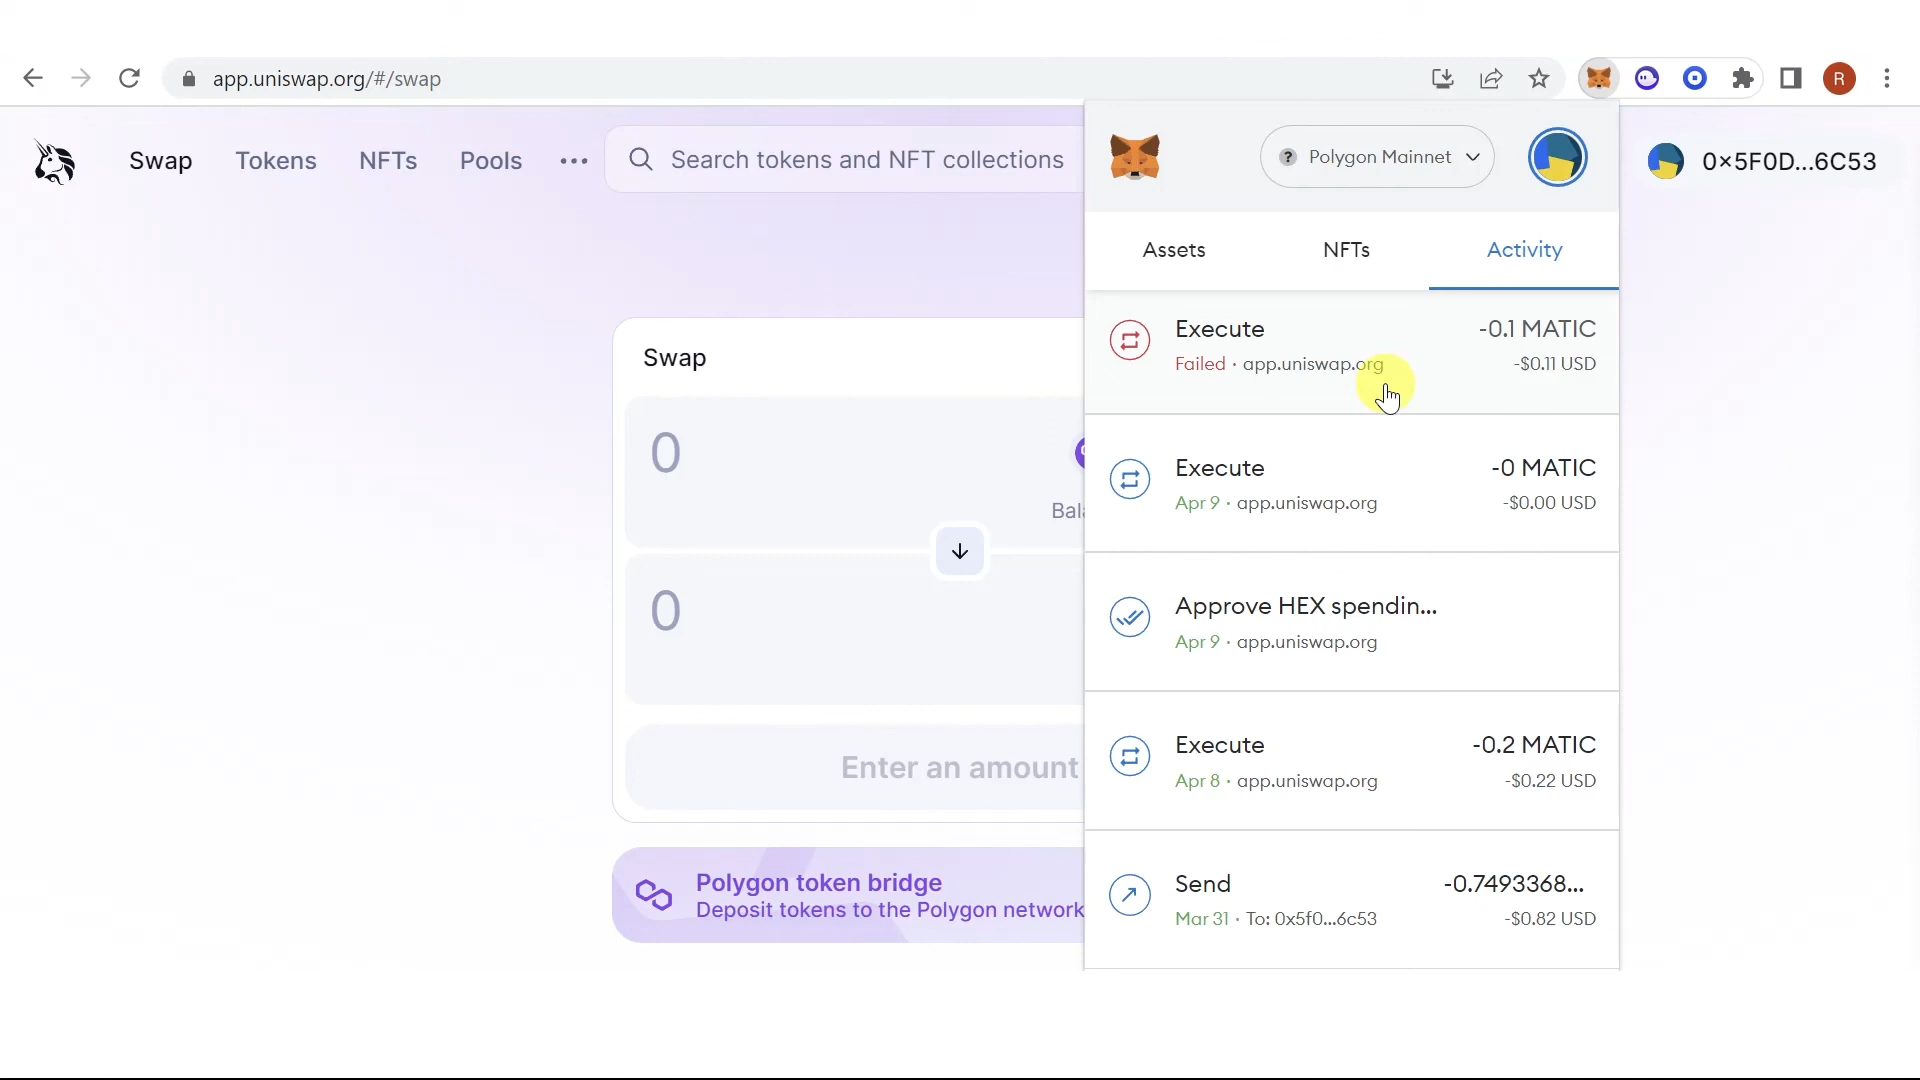 app.uniswap.org/#/swap
R
Swap
Tokens
NFTs
Pools
Search tokens and NFT collections
Polygon Mainnet
0×5F0D...6C53
Assets
NFTs
Activity
Swap
0
Bala
0
Enter an amount
Polygon token bridge
Deposit tokens to the Polygon network
Execute
-0.1 MATIC
Failed · app.uniswap.org
-$0.11 USD
Execute
-0 MATIC
Apr 9 · app.uniswap.org
-$0.00 USD
Approve HEX spendin...
Apr 9 · app.uniswap.org
Execute
-0.2 MATIC
Apr 8 · app.uniswap.org
-$0.22 USD
Send
-0.7493368...
Mar 31 · To: 0x5f0...6c53
-$0.82 USD